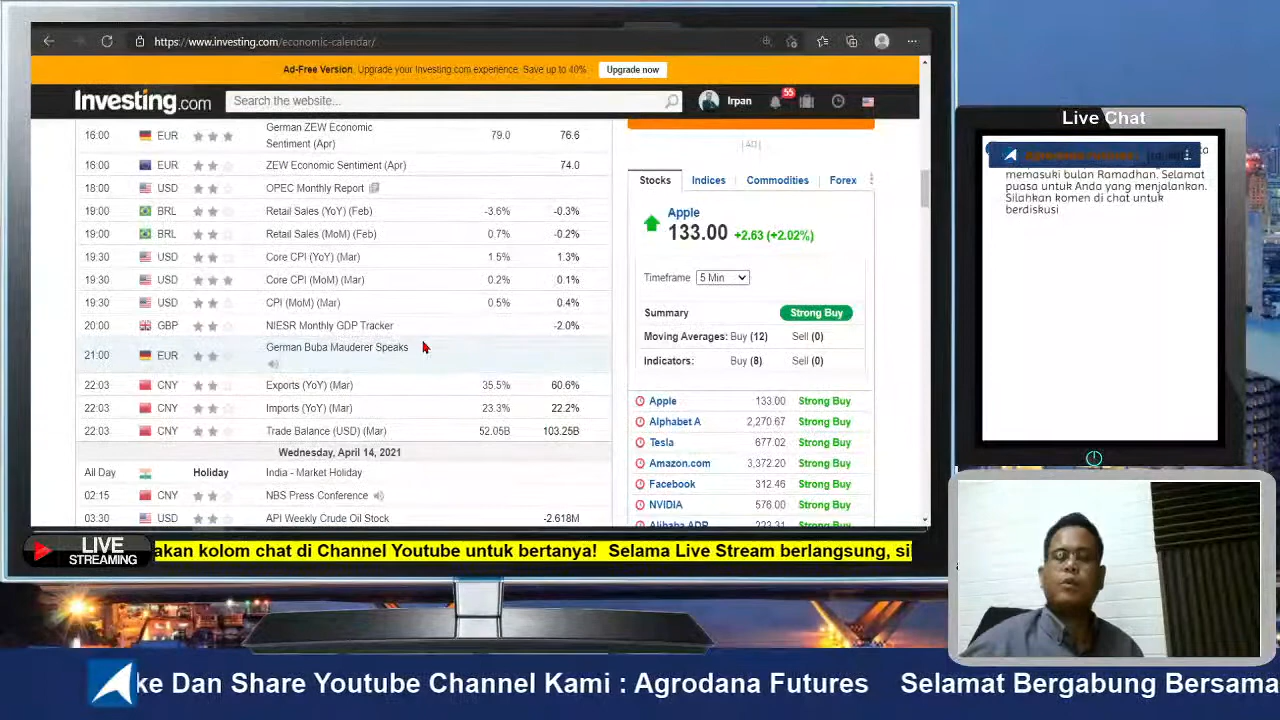 https://www.investing.com/economic-calendar/
Ad-Free Version. Upgrade your Investing.com experience. Save up to 40% Upgrade now
Investing.com Search the website... 55 Irpan
16:00 EUR German ZEW Economic Sentiment (Apr) 79.0 76.6
16:00 EUR ZEW Economic Sentiment (Apr) 74.0
18:00 USD OPEC Monthly Report
19:00 BRL Retail Sales (YoY) (Feb) -3.6% -0.3%
19:00 BRL Retail Sales (MoM) (Feb) 0.7% -0.2%
19:30 USD Core CPI (YoY) (Mar) 1.5% 1.3%
19:30 USD Core CPI (MoM) (Mar) 0.2% 0.1%
19:30 USD CPI (MoM) (Mar) 0.5% 0.4%
20:00 GBP NIESR Monthly GDP Tracker -2.0%
21:00 EUR German Buba Mauderer Speaks
22:03 CNY Exports (YoY) (Mar) 35.5% 60.6%
22:03 CNY Imports (YoY) (Mar) 23.3% 22.2%
22:03 CNY Trade Balance (USD) (Mar) 52.05B 103.25B
Wednesday, April 14, 2021
All Day Holiday India - Market Holiday
02:15 CNY NBS Press Conference
03:30 USD API Weekly Crude Oil Stock -2.618M
AD
Stocks Indices Commodities Forex
Apple
133.00 +2.63 (+2.02%)
Timeframe 5 Min
Summary Strong Buy
Moving Averages: Buy (12) Sell (0)
Indicators: Buy (8) Sell (0)
Apple 133.00 Strong Buy
Alphabet A 2,270.67 Strong Buy
Tesla 677.02 Strong Buy
Amazon.com 3,372.20 Strong Buy
Facebook 312.46 Strong Buy
NVIDIA 576.00 Strong Buy
Alibaba ADR 223.31 Strong Buy
Live Chat
memasuki bulan Ramadhan. Selamat
puasa untuk Anda yang menjalankan.
Silahkan komen di chat untuk
berdiskusi
LIVE
STREAMING
akan kolom chat di Channel Youtube untuk bertanya! Selama Live Stream berlangsung, si
ke Dan Share Youtube Channel Kami : Agrodana Futures Selamat Bergabung Bersama